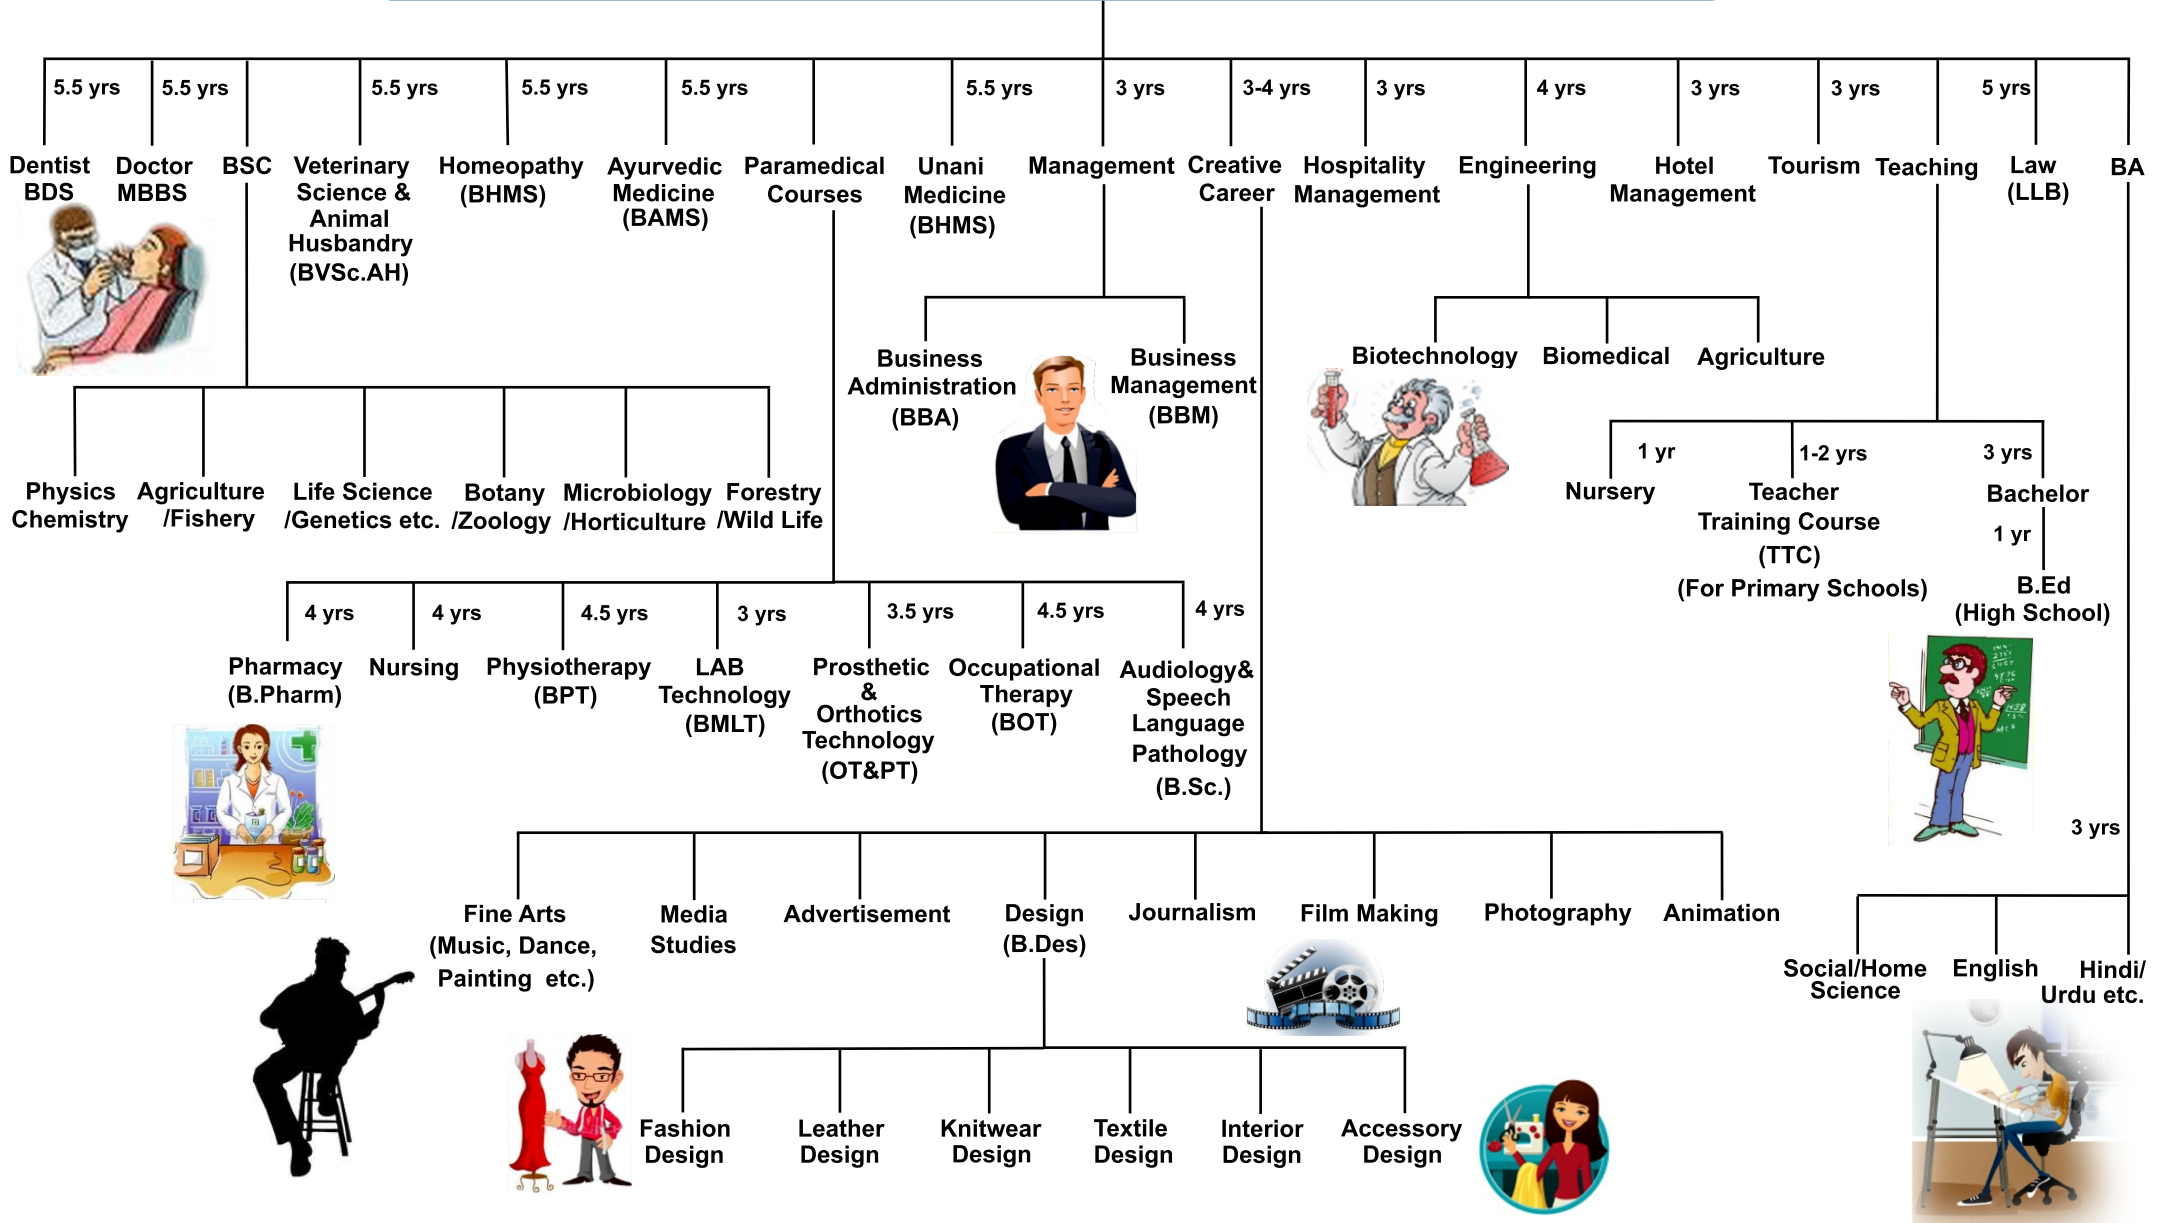 5.5 yrs 5.5 yrs 5.5 yrs 5.5 yrs 5.5 yrs 5.5 yrs 3 yrs 3-4 yrs 3 yrs 4 yrs 3 yrs 3 yrs 5 yrs
Dentist
BDS
Doctor
MBBS
BSC
Veterinary
Science &
Animal
Husbandry
(BVSc.AH)
Homeopathy
(BHMS)
Ayurvedic
Medicine
(BAMS)
Paramedical
Courses
Unani
Medicine
(BHMS)
Management
Creative
Career
Hospitality
Management
Engineering
Hotel
Management
Tourism
Teaching
Law
(LLB)
BA
Business
Administration
(BBA)
Business
Management
(BBM)
Biotechnology
Biomedical
Agriculture
Physics
Chemistry
Agriculture
/Fishery
Life Science
/Genetics etc.
Botany
/Zoology
Microbiology
/Horticulture
Forestry
/Wild Life
1 yr
Nursery
1-2 yrs
Teacher
Training Course
(TTC)
(For Primary Schools)
3 yrs
Bachelor
1 yr
B.Ed
(High School)
4 yrs 4 yrs 4.5 yrs 3 yrs 3.5 yrs 4.5 yrs 4 yrs
Pharmacy
(B.Pharm)
Nursing
Physiotherapy
(BPT)
LAB
Technology
(BMLT)
Prosthetic
&
Orthotics
Technology
(OT&PT)
Occupational
Therapy
(BOT)
Audiology&
Speech
Language
Pathology
(B.Sc.)
3 yrs
Fine Arts
(Music, Dance,
Painting etc.)
Media
Studies
Advertisement
Design
(B.Des)
Journalism
Film Making
Photography
Animation
Social/Home
Science
English
Hindi/
Urdu etc.
Fashion
Design
Leather
Design
Knitwear
Design
Textile
Design
Interior
Design
Accessory
Design